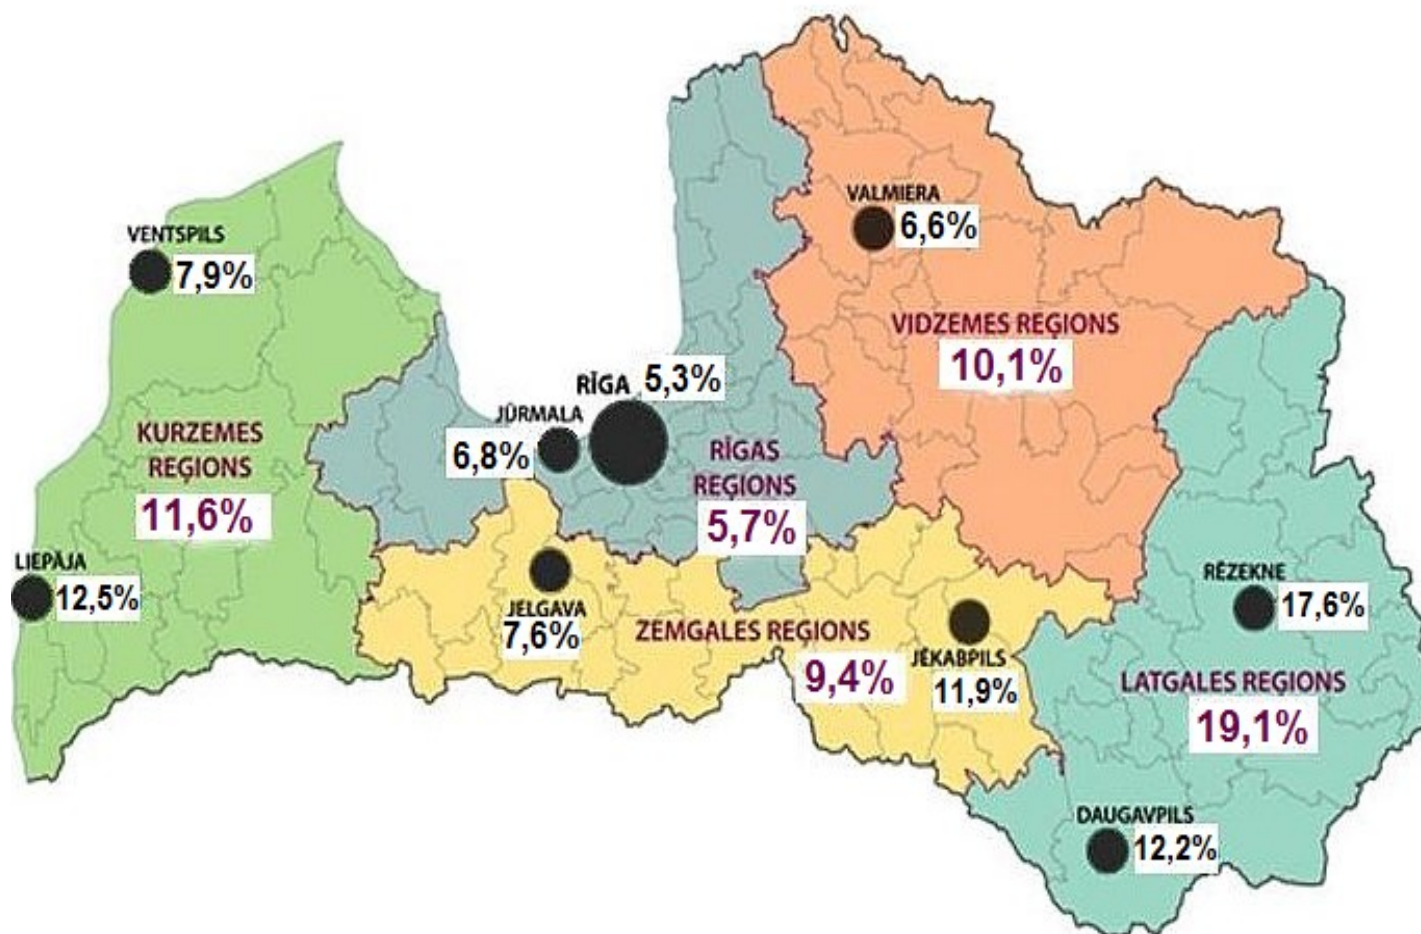 VALMIERA
6,6%
VENTSPILS
7,9%
VIDZEMES REĢIONS
10,1%
RĪGA
5,3%
JŪRMALA
6,8%
KURZEMES
REĢIONS
11,6%
RĪGAS
REĢIONS
5,7%
LIEPĀJA
12,5%
JELGAVA
7,6%
ZEMGALES REĢIONS
9,4%
JĒKABPILS
11,9%
RĒZEKNE
17,6%
LATGALES REĢIONS
19,1%
DAUGAVPILS
12,2%